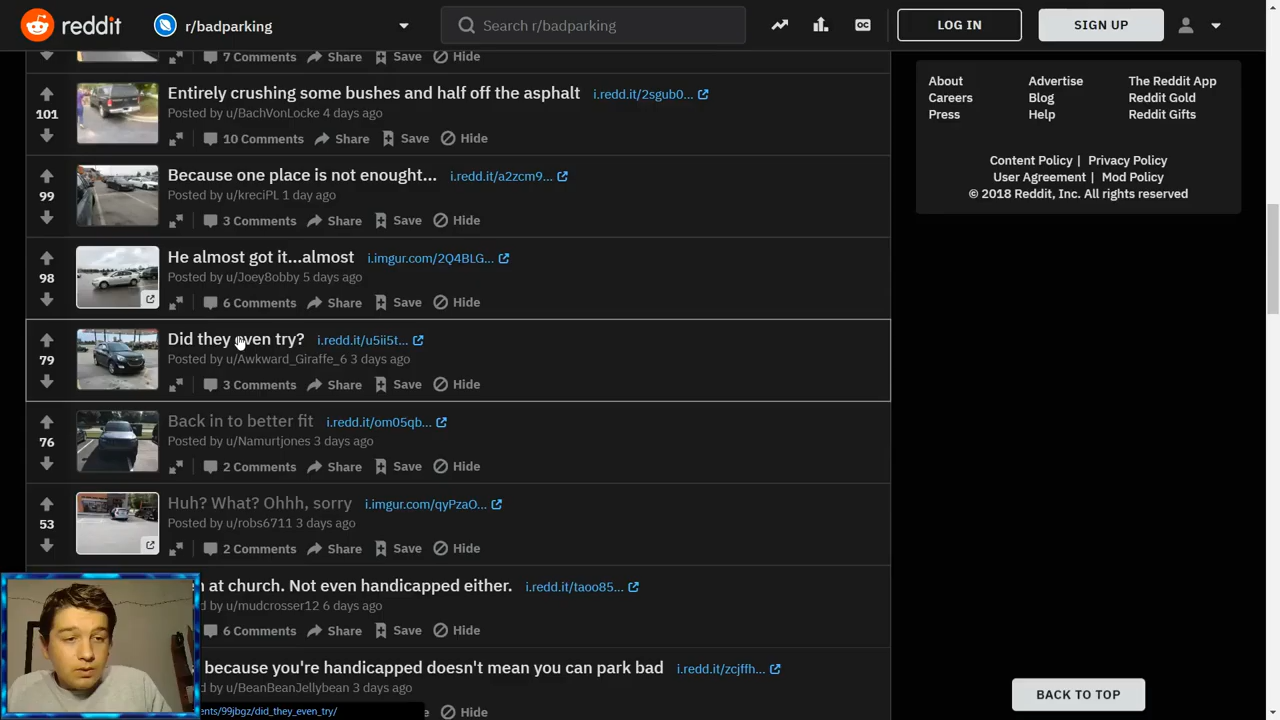 reddit r/badparking Search r/badparking LOG IN SIGN UP
7 Comments Share Save Hide
101
Entirely crushing some bushes and half off the asphalt i.redd.it/2sgub0...
Posted by u/BachVonLocke 4 days ago
10 Comments Share Save Hide
99
Because one place is not enought... i.redd.it/a2zcm9...
Posted by u/kreciPL 1 day ago
3 Comments Share Save Hide
98
He almost got it...almost i.imgur.com/2Q4BLG...
Posted by u/Joey8obby 5 days ago
6 Comments Share Save Hide
79
Did they even try? i.redd.it/u5ii5t...
Posted by u/Awkward_Giraffe_6 3 days ago
3 Comments Share Save Hide
76
Back in to better fit i.redd.it/om05qb...
Posted by u/Namurtjones 3 days ago
2 Comments Share Save Hide
53
Huh? What? Ohhh, sorry i.imgur.com/qyPzaO...
Posted by u/robs6711 3 days ago
2 Comments Share Save Hide
at church. Not even handicapped either. i.redd.it/taoo85...
by u/mudcrosser12 6 days ago
6 Comments Share Save Hide
because you're handicapped doesn't mean you can park bad i.redd.it/zcjffh...
by u/BeanBeanJellybean 3 days ago
Hide
ents/99jbgz/did_they_even_try/
About Advertise The Reddit App
Careers Blog Reddit Gold
Press Help Reddit Gifts
Content Policy | Privacy Policy
User Agreement | Mod Policy
© 2018 Reddit, Inc. All rights reserved
BACK TO TOP